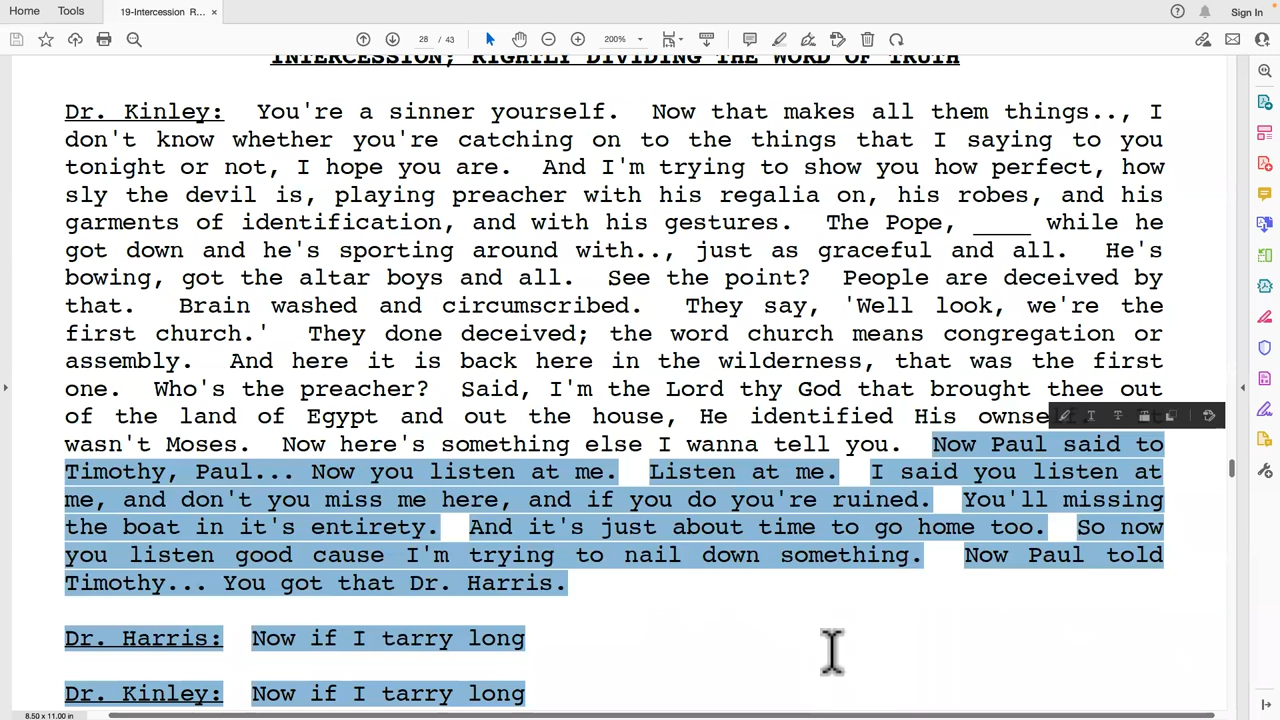 Home Tools 19-Intercession R... × Sign In
28 / 43 200%
INTERCESSION; RIGHLY DIVIDING THE WORD OF TRUTH
Dr. Kinley: You're a sinner yourself. Now that makes all them things.., I
don't know whether you're catching on to the things that I saying to you
tonight or not, I hope you are. And I'm trying to show you how perfect, how
sly the devil is, playing preacher with his regalia on, his robes, and his
garments of identification, and with his gestures. The Pope, ____ while he
got down and he's sporting around with.., just as graceful and all. He's
bowing, got the altar boys and all. See the point? People are deceived by
that. Brain washed and circumscribed. They say, 'Well look, we're the
first church.' They done deceived; the word church means congregation or
assembly. And here it is back here in the wilderness, that was the first
one. Who's the preacher? Said, I'm the Lord thy God that brought thee out
of the land of Egypt and out the house, He identified His
wasn't Moses. Now here's something else I wanna tell you. Now Paul said to
Timothy, Paul... Now you listen at me. Listen at me. I said you listen at
me, and don't you miss me here, and if you do you're ruined. You'll missing
the boat in it's entirety. And it's just about time to go home too. So now
you listen good cause I'm trying to nail down something. Now Paul told
Timothy... You got that Dr. Harris.
Dr. Harris: Now if I tarry long
Dr. Kinley: Now if I tarry long
8.50 x 11.00 in